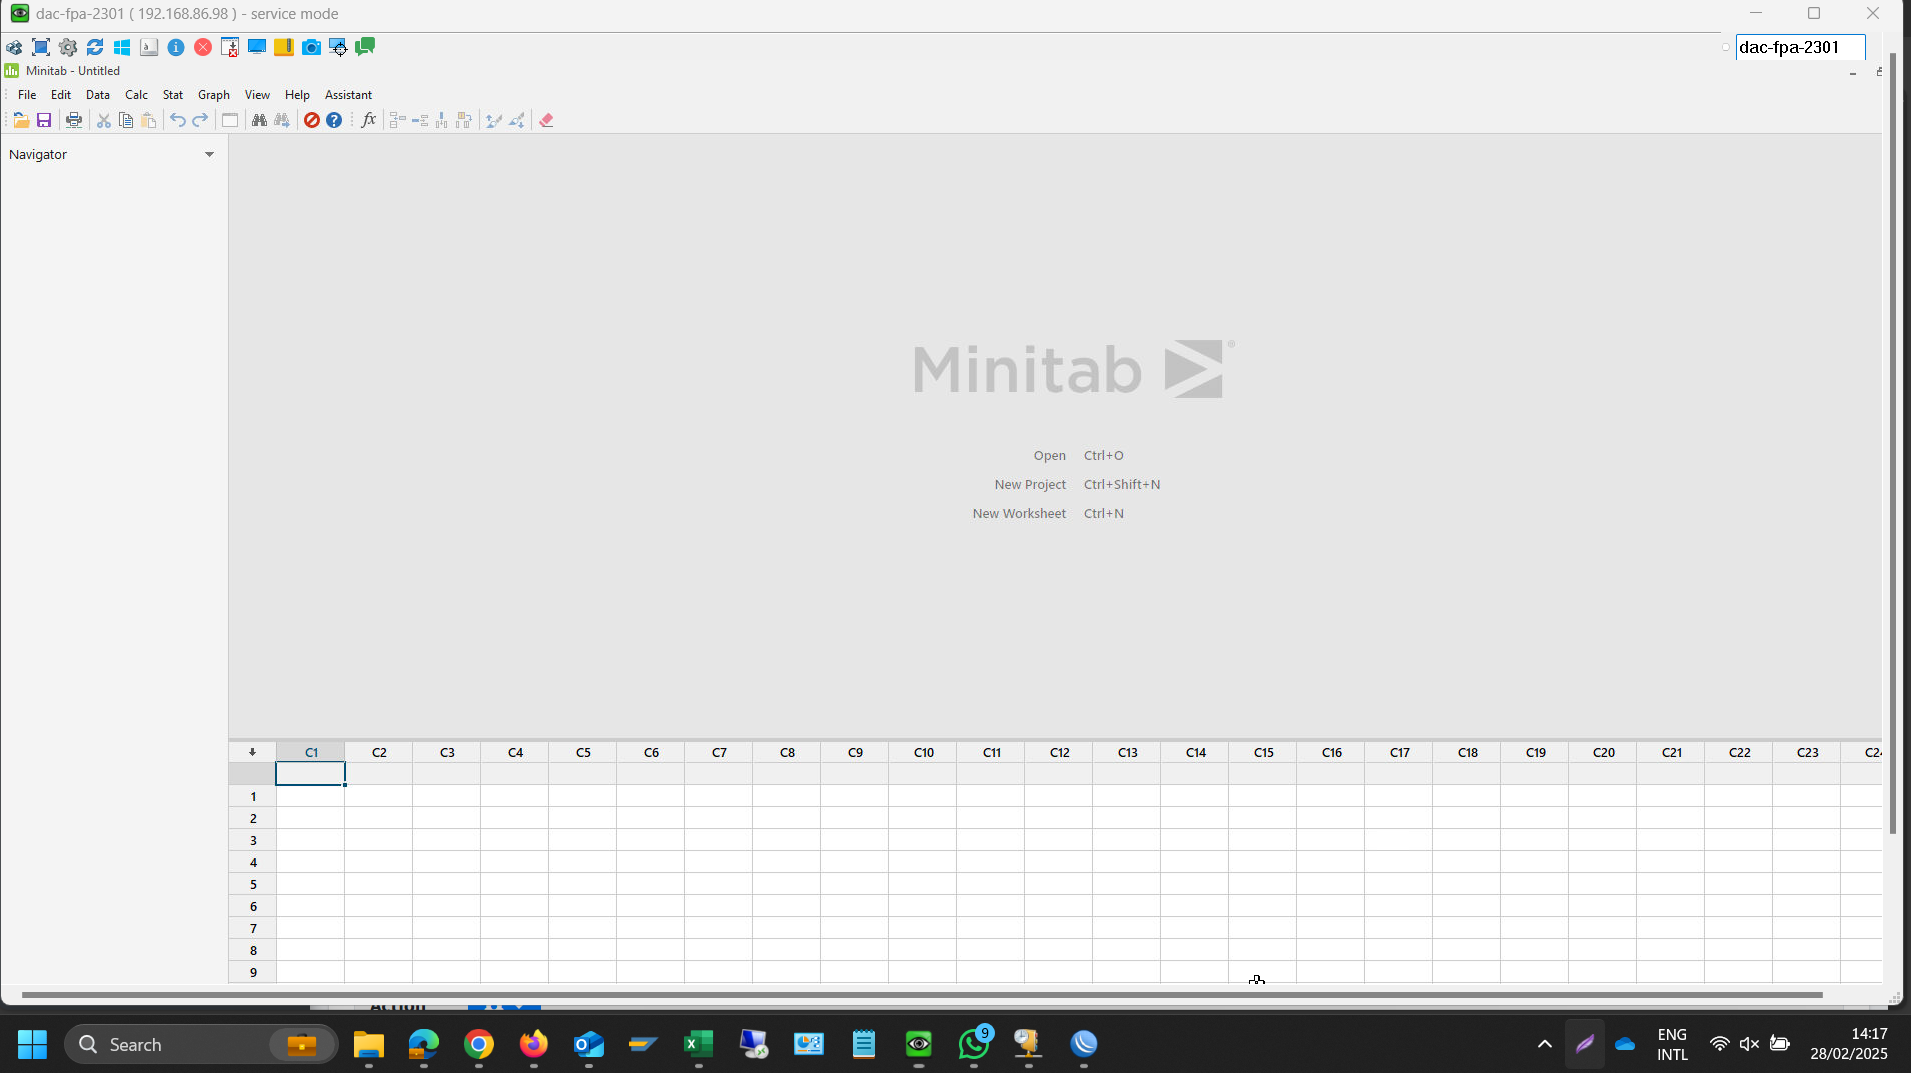 dac-fpa-2301 ( 192.168.86.98 ) - service mode
dac-fpa-2301
Minitab - Untitled
File Edit Data Calc Stat Graph View Help Assistant
fx
Navigator
Minitab
Open Ctrl+O
New Project Ctrl+Shift+N
New Worksheet Ctrl+N
C1 C2 C3 C4 C5 C6 C7 C8 C9 C10 C11 C12 C13 C14 C15 C16 C17 C18 C19 C20 C21 C22 C23
1
2
3
4
5
6
7
8
9
Search
9
ENG
INTL
14:17
28/02/2025